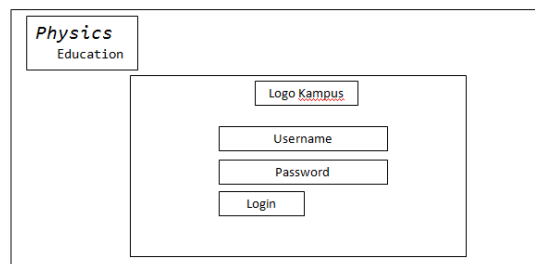 Physics
Education
Logo Kampus
Username
Password
Login